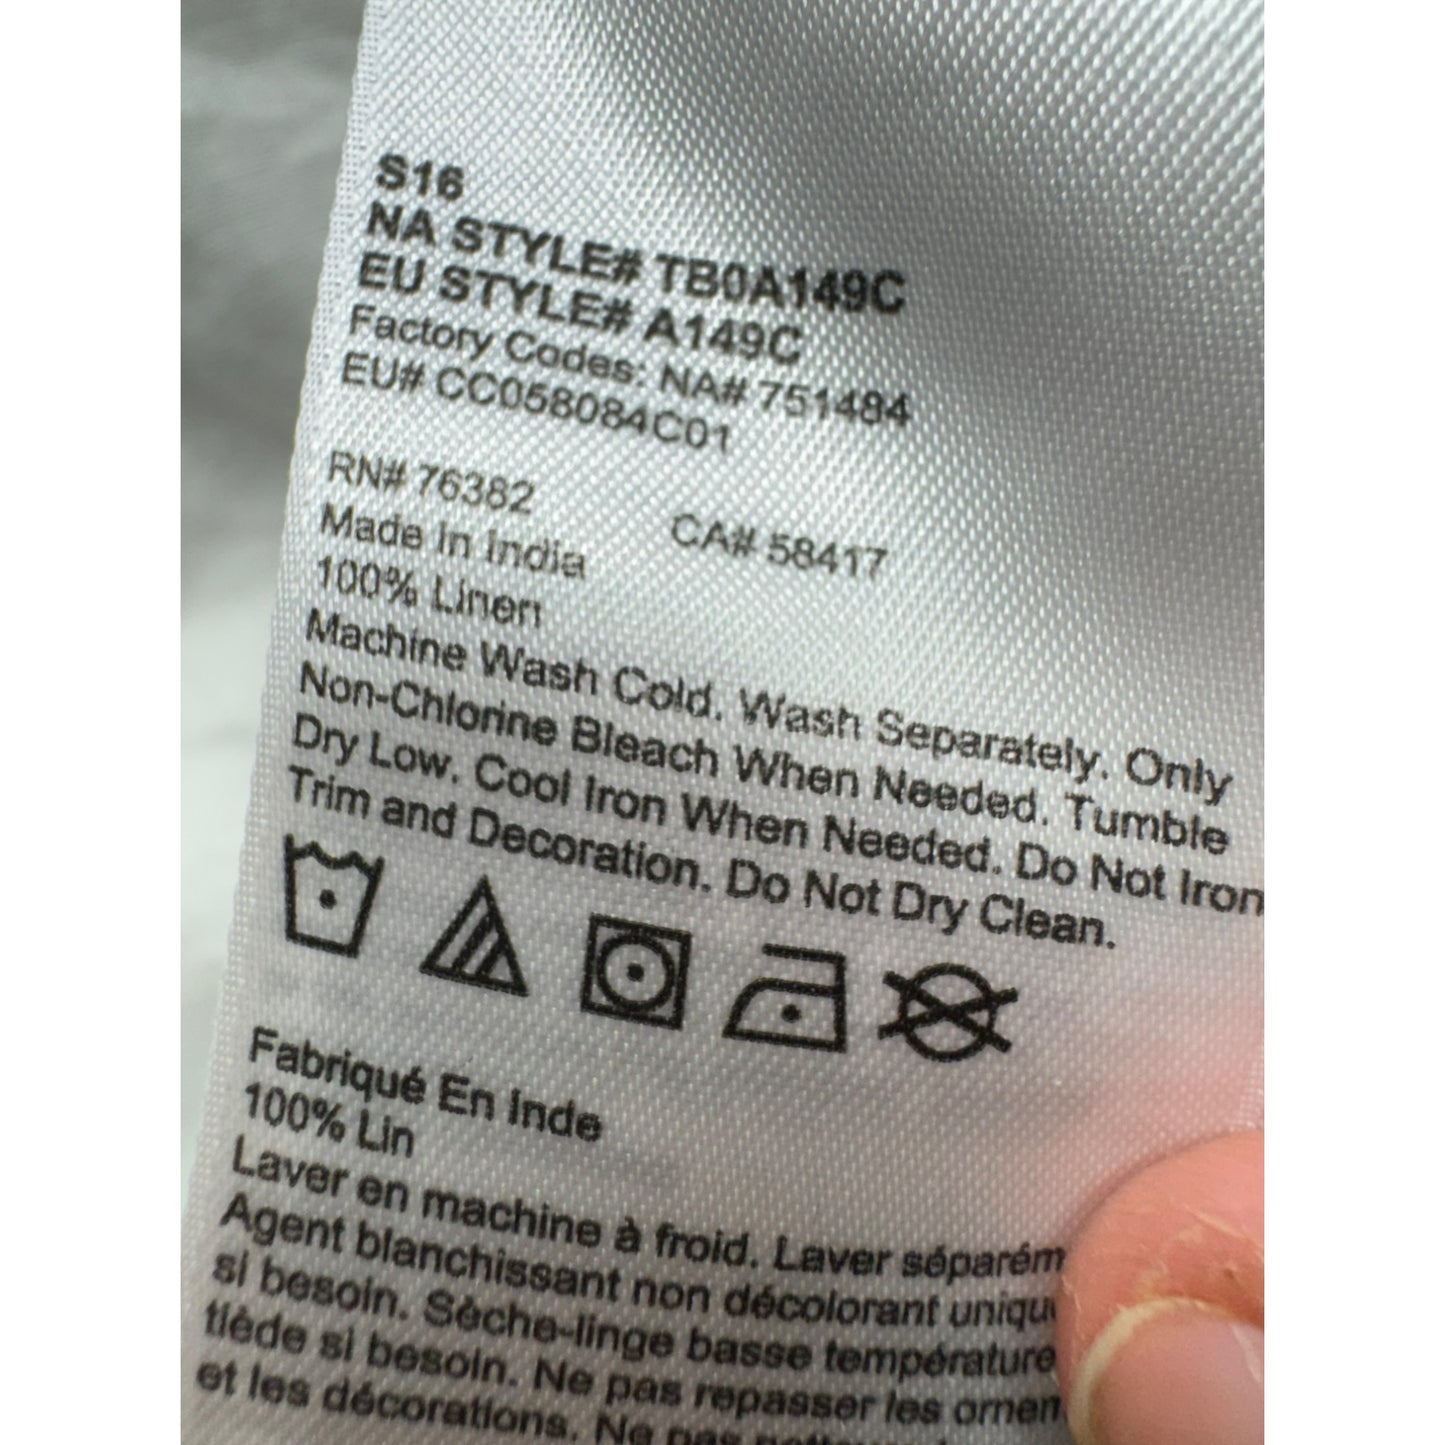 S16
NA STYLE# TB0A149C
EU STYLE# A149C
Factory Codes: NA# 751484
EU# CC058084C01
RN# 76382 CA# 58417
Made In India
100% Linen
Machine Wash Cold. Wash Separately. Only
Non-Chlorine Bleach When Needed. Tumble
Dry Low. Cool Iron When Needed. Do Not Iron
Trim and Decoration. Do Not Dry Clean.
Fabriqué En Inde
100% Lin
Laver en machine à froid. Laver séparém
Agent blanchissant non décolorant uniqu
si besoin. Sèche-linge basse température
tiède si besoin. Ne pas repasser les ornem
et les décorations. Ne pas